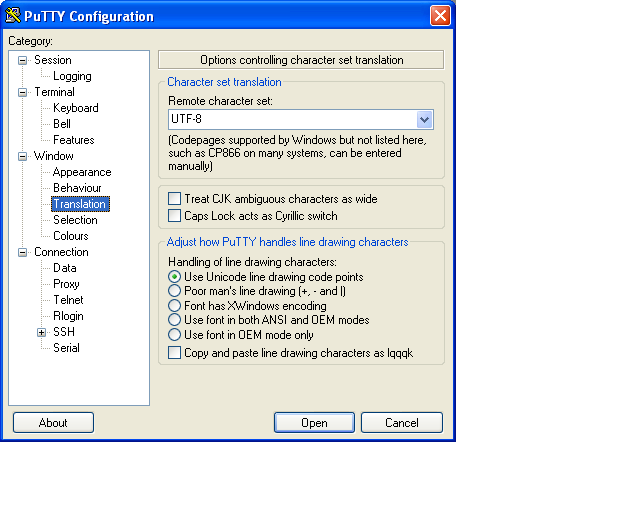 PuTTY Configuration
Category:
Session
Logging
Terminal
Keyboard
Bell
Features
Window
Appearance
Behaviour
Translation
Selection
Colours
Connection
Data
Proxy
Telnet
Rlogin
SSH
Serial
Options controlling character set translation
Character set translation
Remote character set:
UTF-8
(Codepages supported by Windows but not listed here,
such as CP866 on many systems, can be entered
manually)
Treat CJK ambiguous characters as wide
Caps Lock acts as Cyrillic switch
Adjust how PuTTY handles line drawing characters
Handling of line drawing characters:
Use Unicode line drawing code points
Poor man's line drawing (+, - and |)
Font has XWindows encoding
Use font in both ANSI and OEM modes
Use font in OEM mode only
Copy and paste line drawing characters as lqqqk
About
Open
Cancel